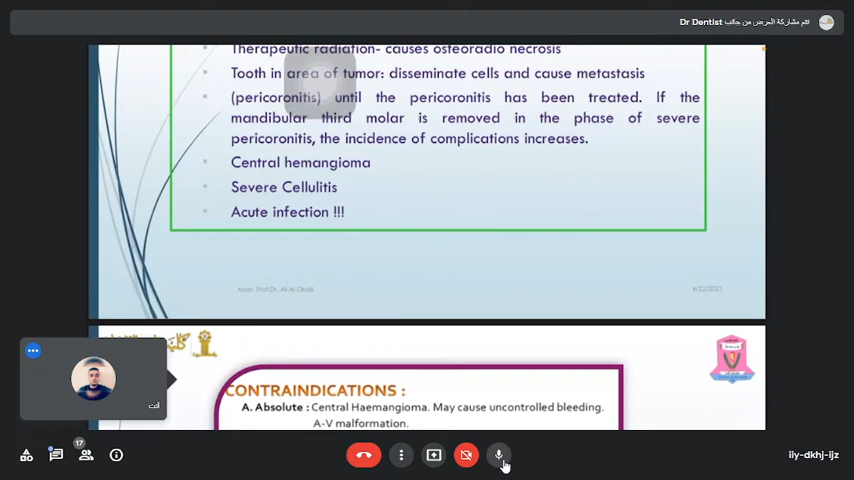 تتم مشاركة العرض من جانب Dr Dentist
• Therapeutic radiation- causes osteoradio necrosis
• Tooth in area of tumor: disseminate cells and cause metastasis
• (pericoronitis) until the pericoronitis has been treated. If the
mandibular third molar is removed in the phase of severe
pericoronitis, the incidence of complications increases.
• Central hemangioma
• Severe Cellulitis
• Acute infection !!!
Assist. Prof Dr. Ali Al
4/22/2021
أنت
CONTRAINDICATIONS :
A. Absolute : Central Haemangioma. May cause uncontrolled bleeding.
A-V malformation.
17
iiy-dkhj-ijz